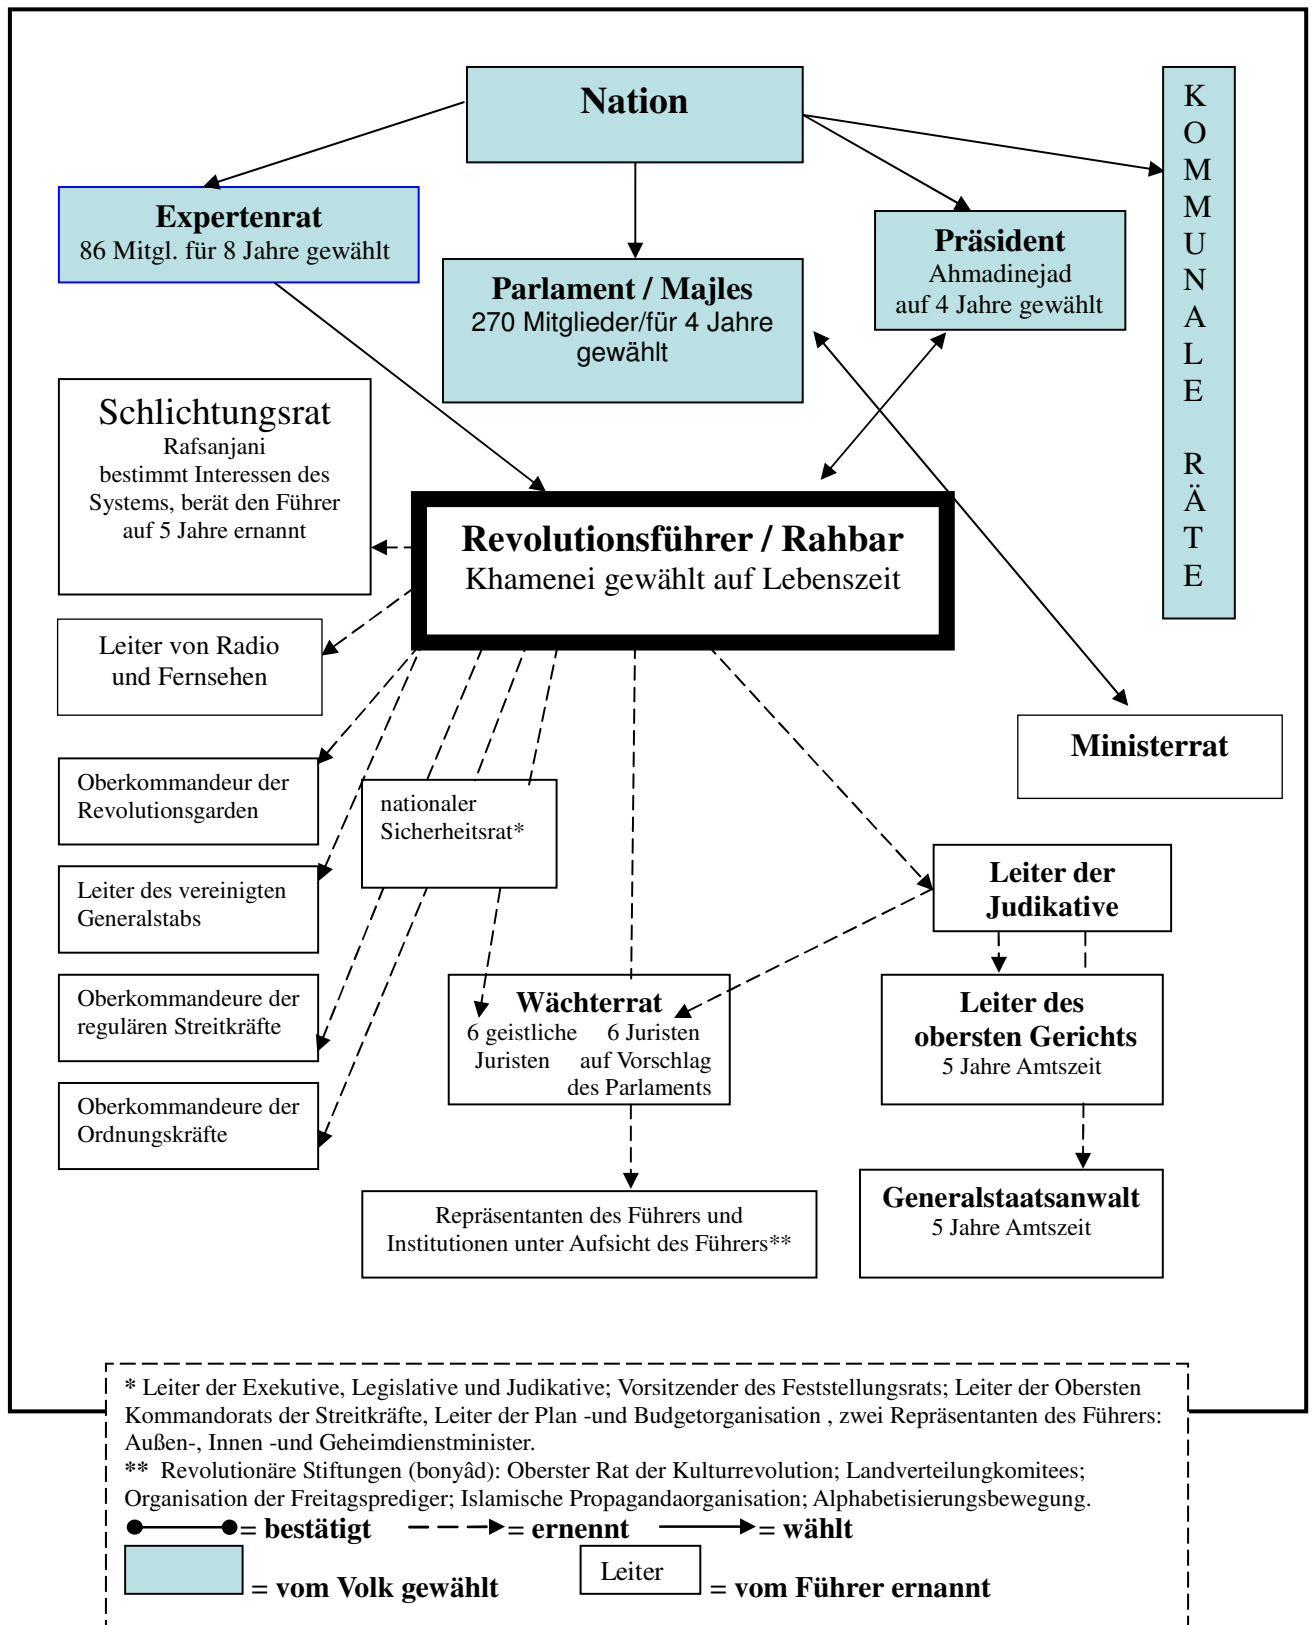 Nation
KOMMUNALE RÄTE
Expertenrat
86 Mitgl. für 8 Jahre gewählt
Präsident
Ahmadinejad
auf 4 Jahre gewählt
Parlament / Majles
270 Mitglieder/für 4 Jahre
gewählt
Schlichtungsrat
Rafsanjani
bestimmt Interessen des
Systems, berät den Führer
auf 5 Jahre ernannt
Revolutionsführer / Rahbar
Khamenei gewählt auf Lebenszeit
Leiter von Radio
und Fernsehen
Ministerrat
Oberkommandeur der
Revolutionsgarden
nationaler
Sicherheitsrat*
Leiter des vereinigten
Generalstabs
Leiter der
Judikative
Oberkommandeure der
regulären Streitkräfte
Wächterrat
6 geistliche 6 Juristen
Juristen auf Vorschlag
des Parlaments
Leiter des
obersten Gerichts
5 Jahre Amtszeit
Oberkommandeure der
Ordnungskräfte
Generalstaatsanwalt
5 Jahre Amtszeit
Repräsentanten des Führers und
Institutionen unter Aufsicht des Führers**
* Leiter der Exekutive, Legislative und Judikative; Vorsitzender des Feststellungsrats; Leiter der Obersten
Kommandorats der Streitkräfte, Leiter der Plan -und Budgetorganisation , zwei Repräsentanten des Führers:
Außen-, Innen -und Geheimdienstminister.
** Revolutionäre Stiftungen (bonyâd): Oberster Rat der Kulturrevolution; Landverteilungkomitees;
Organisation der Freitagsprediger; Islamische Propagandaorganisation; Alphabetisierungsbewegung.
= bestätigt = ernennt = wählt
= vom Volk gewählt Leiter = vom Führer ernannt